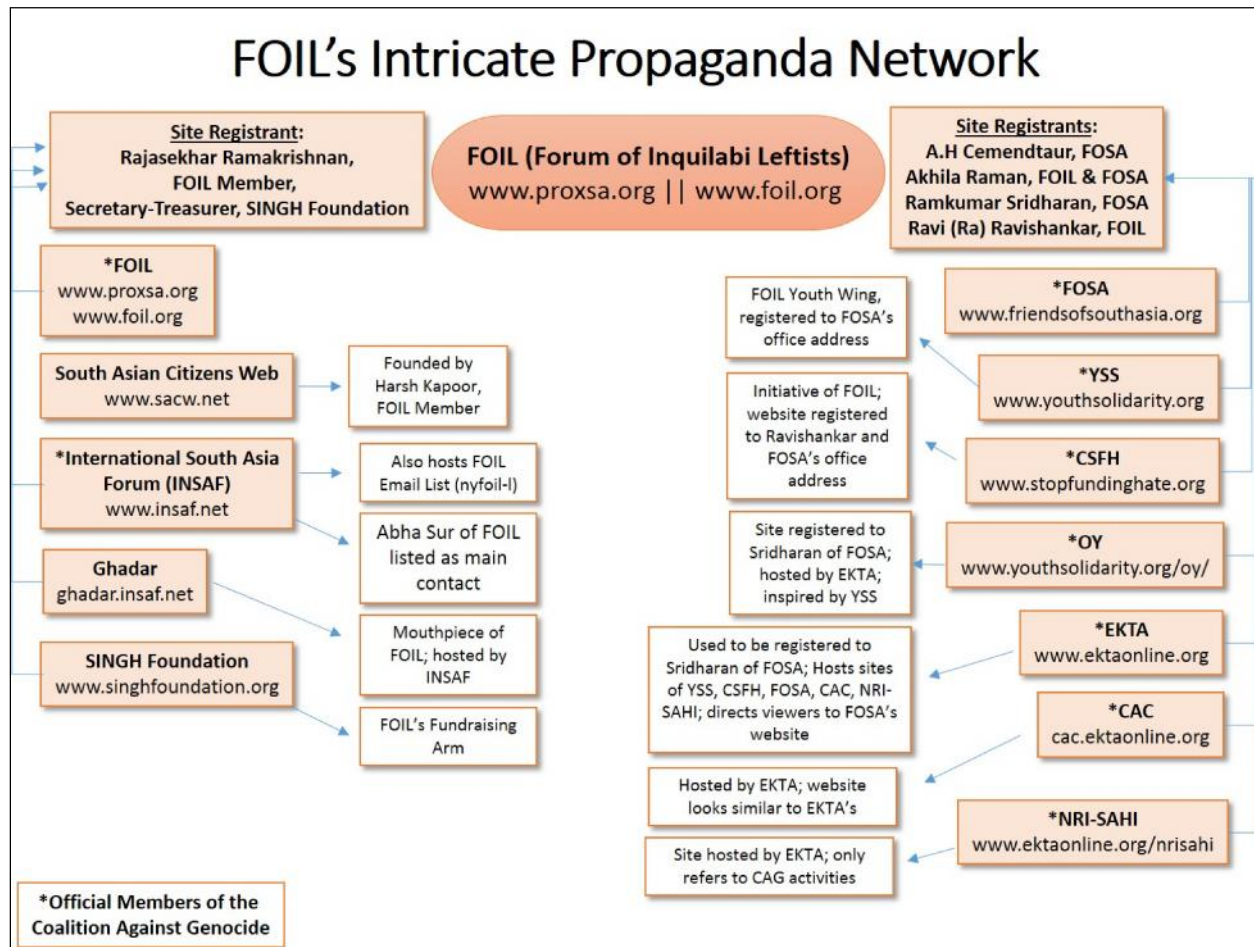 FOIL's Intricate Propaganda Network
Site Registrant:
Rajasekhar Ramakrishnan,
FOIL Member,
Secretary-Treasurer, SINGH Foundation
FOIL (Forum of Inquilabi Leftists)
www.proxsa.org || www.foil.org
Site Registrants:
A.H Cemendtaur, FOSA
Akhila Raman, FOIL & FOSA
Ramkumar Sridharan, FOSA
Ravi (Ra) Ravishankar, FOIL
*FOIL
www.proxsa.org
www.foil.org
South Asian Citizens Web
www.sacw.net
Founded by
Harsh Kapoor,
FOIL Member
*International South Asia
Forum (INSAF)
www.insaf.net
Also hosts FOIL
Email List (nyfoil-l)
Abha Sur of FOIL
listed as main
contact
Ghadar
ghadar.insaf.net
Mouthpiece of
FOIL; hosted by
INSAF
SINGH Foundation
www.singhfoundation.org
FOIL's Fundraising
Arm
*Official Members of the
Coalition Against Genocide
FOIL Youth Wing,
registered to FOSA's
office address
*FOSA
www.friendsofsouthasia.org
*YSS
www.youthsolidarity.org
Initiative of FOIL;
website registered
to Ravishankar and
FOSA's office
address
*CSFH
www.stopfundinghate.org
Site registered to
Sridharan of FOSA;
hosted by EKTA;
inspired by YSS
*OY
www.youthsolidarity.org/oy/
Used to be registered to
Sridharan of FOSA; Hosts sites
of YSS, CSFH, FOSA, CAC, NRI-
SAHI; directs viewers to FOSA's
website
*EKTA
www.ektaonline.org
*CAC
cac.ektaonline.org
Hosted by EKTA; website
looks similar to EKTA's
*NRI-SAHI
www.ektaonline.org/nrisahi
Site hosted by EKTA; only
refers to CAG activities